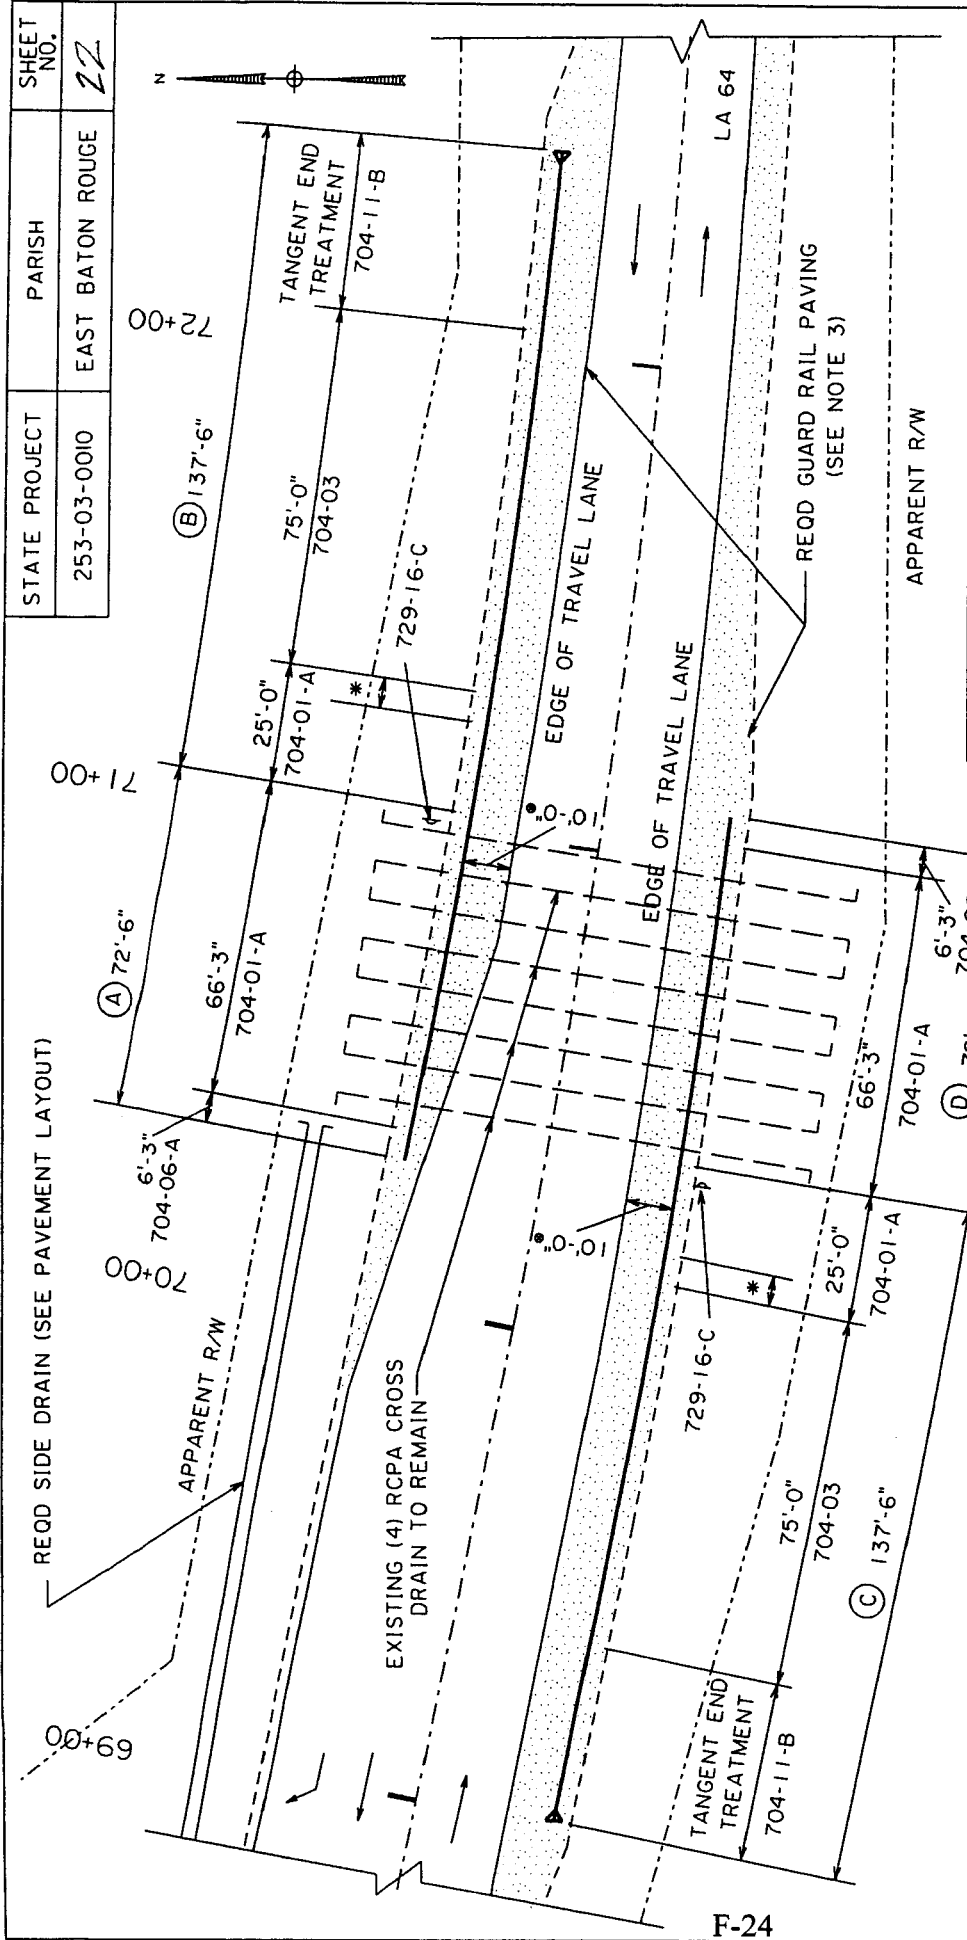 STATE PROJECT
PARISH
SHEET NO.
253-03-0010
EAST BATON ROUGE
22
N
REQD SIDE DRAIN (SEE PAVEMENT LAYOUT)
69+00
70+00
71+00
72+00
APPARENT R/W
6'-3"
704-06-A
66'-3"
704-01-A
(A) 72'-6"
(B) 137'-6"
25'-0"
704-01-A
*
75'-0"
704-03
TANGENT END
TREATMENT
704-11-B
729-16-C
EDGE OF TRAVEL LANE
10'-0"
LA 64
EXISTING (4) RCPA CROSS
DRAIN TO REMAIN
EDGE OF TRAVEL LANE
10'-0"
REQD GUARD RAIL PAVING
(SEE NOTE 3)
APPARENT R/W
TANGENT END
TREATMENT
704-11-B
75'-0"
704-03
(C) 137'-6"
729-16-C
*
25'-0"
704-01-A
66'-3"
704-01-A
(D)
6'-3"
F-24